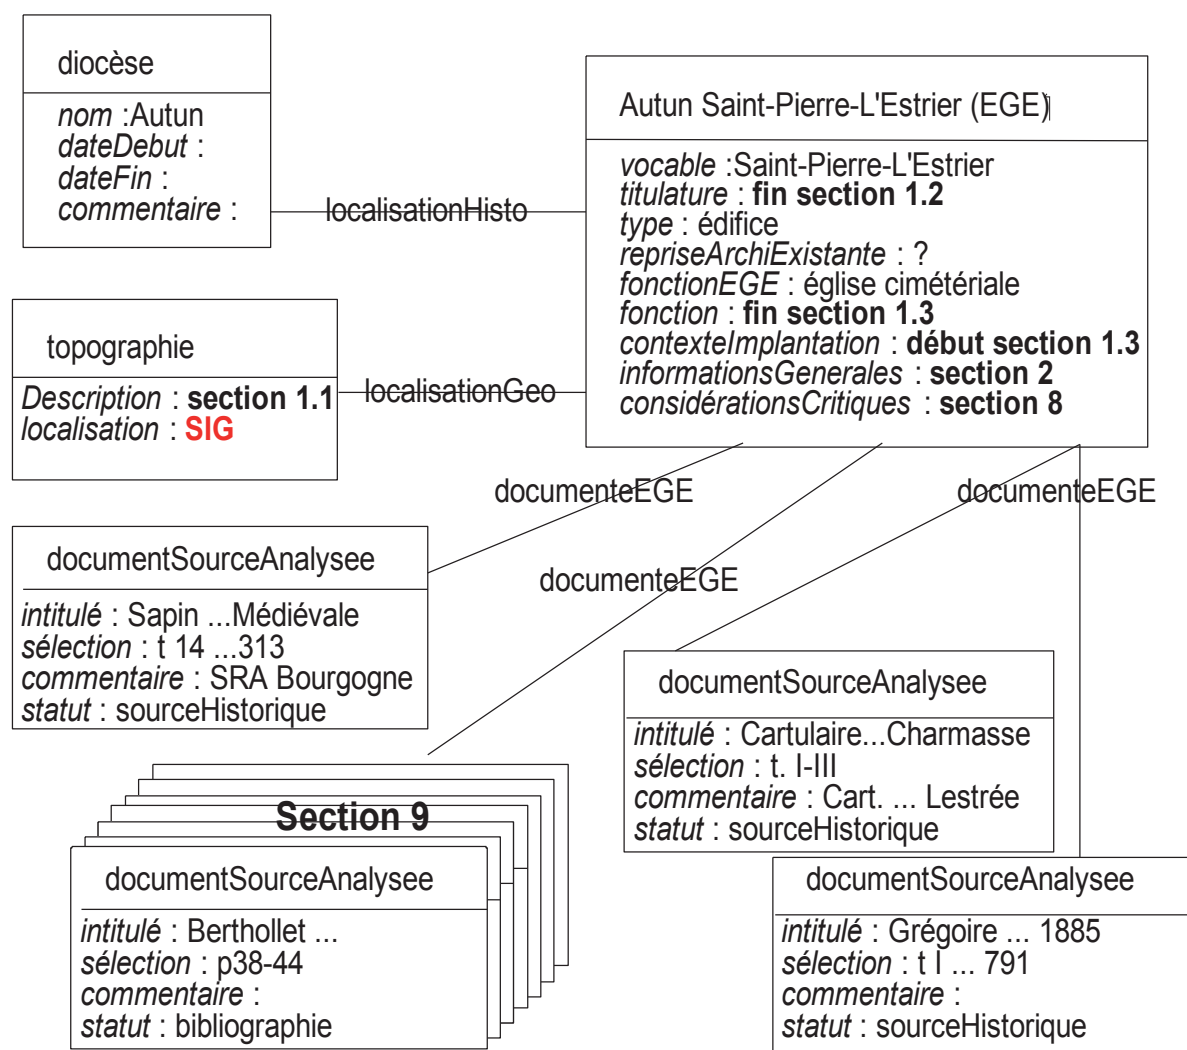 diocèse
nom :Autun
dateDebut :
dateFin :
commentaire :
localisationHisto
Autun Saint-Pierre-L'Estrier (EGE)
vocable :Saint-Pierre-L'Estrier
titulature : fin section 1.2
type : édifice
repriseArchiExistante : ?
fonctionEGE : église cimétériale
fonction : fin section 1.3
contexteImplantation : début section 1.3
informationsGenerales : section 2
considérationsCritiques : section 8
topographie
Description : section 1.1
localisation : SIG
localisationGeo
documenteEGE
documenteEGE
documenteEGE
documentSourceAnalysee
intitulé : Sapin ...Médiévale
sélection : t 14 ...313
commentaire : SRA Bourgogne
statut : sourceHistorique
documentSourceAnalysee
intitulé : Cartulaire...Charmasse
sélection : t. I-III
commentaire : Cart. ... Lestrée
statut : sourceHistorique
Section 9
documentSourceAnalysee
intitulé : Berthollet ...
sélection : p38-44
commentaire :
statut : bibliographie
documentSourceAnalysee
intitulé : Grégoire ... 1885
sélection : t I ... 791
commentaire :
statut : sourceHistorique